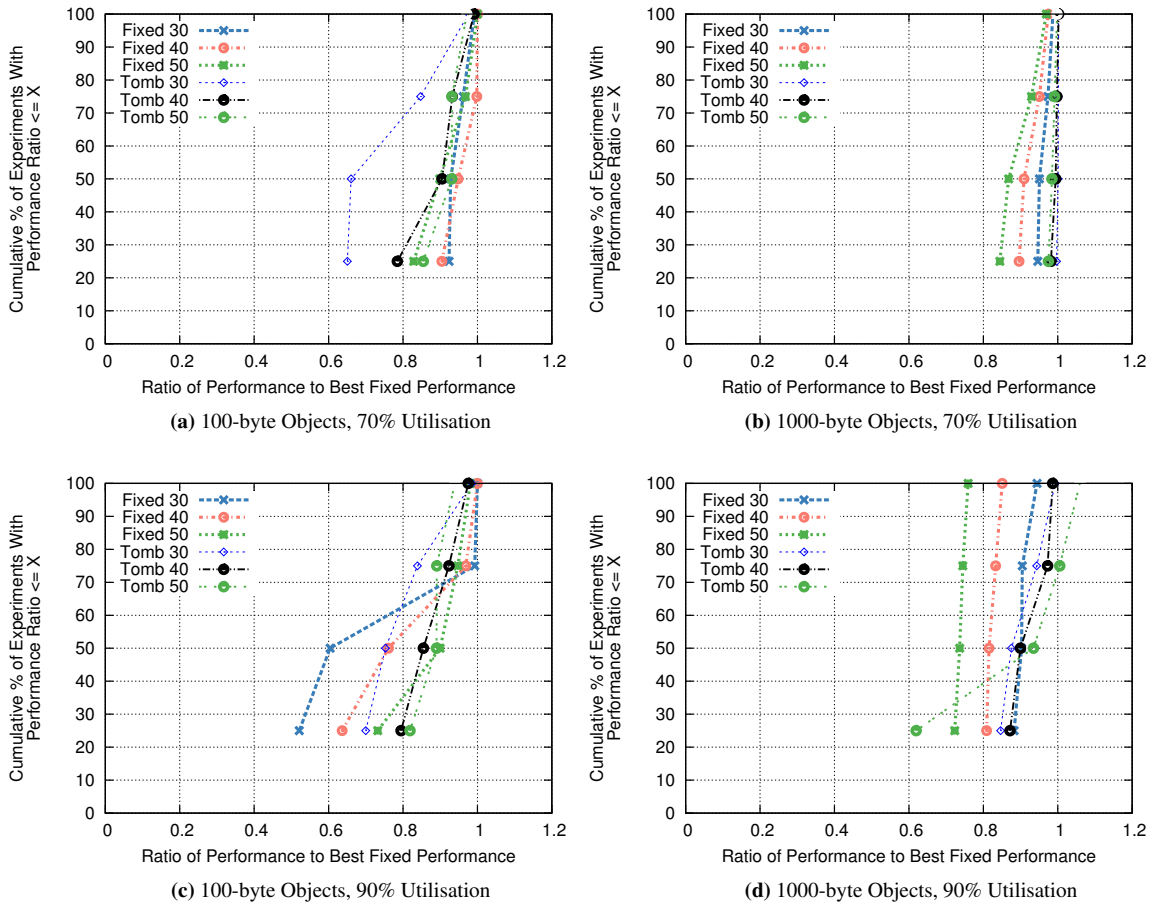 100
90
80
70
60
50
40
30
20
10
0
Cumulative % of Experiments With
Performance Ratio <= X
Fixed 30
Fixed 40
Fixed 50
Tomb 30
Tomb 40
Tomb 50
0 0.2 0.4 0.6 0.8 1 1.2
Ratio of Performance to Best Fixed Performance
(a) 100-byte Objects, 70% Utilisation
100
90
80
70
60
50
40
30
20
10
0
Cumulative % of Experiments With
Performance Ratio <= X
Fixed 30
Fixed 40
Fixed 50
Tomb 30
Tomb 40
Tomb 50
0 0.2 0.4 0.6 0.8 1 1.2
Ratio of Performance to Best Fixed Performance
(b) 1000-byte Objects, 70% Utilisation
100
90
80
70
60
50
40
30
20
10
0
Cumulative % of Experiments With
Performance Ratio <= X
Fixed 30
Fixed 40
Fixed 50
Tomb 30
Tomb 40
Tomb 50
0 0.2 0.4 0.6 0.8 1 1.2
Ratio of Performance to Best Fixed Performance
(c) 100-byte Objects, 90% Utilisation
100
90
80
70
60
50
40
30
20
10
0
Cumulative % of Experiments With
Performance Ratio <= X
Fixed 30
Fixed 40
Fixed 50
Tomb 30
Tomb 40
Tomb 50
0 0.2 0.4 0.6 0.8 1 1.2
Ratio of Performance to Best Fixed Performance
(d) 1000-byte Objects, 90% Utilisation